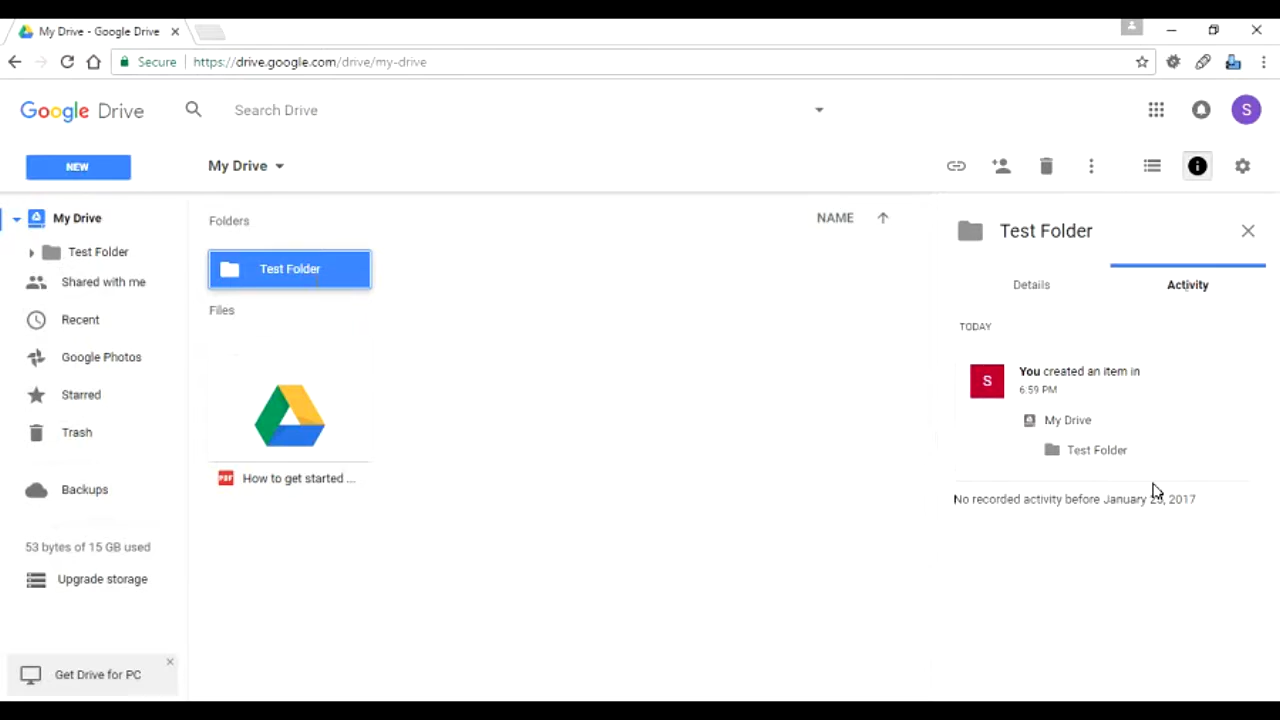 My Drive - Google Drive
Secure
https://drive.google.com/drive/my-drive
Google Drive
Search Drive
S
NEW
My Drive
My Drive
Test Folder
Shared with me
Recent
Google Photos
Starred
Trash
Backups
53 bytes of 15 GB used
Upgrade storage
Get Drive for PC
Folders
NAME
Test Folder
Files
PDF
How to get started ...
Test Folder
Details
Activity
TODAY
S
You created an item in
6:59 PM
My Drive
Test Folder
No recorded activity before January , 2017